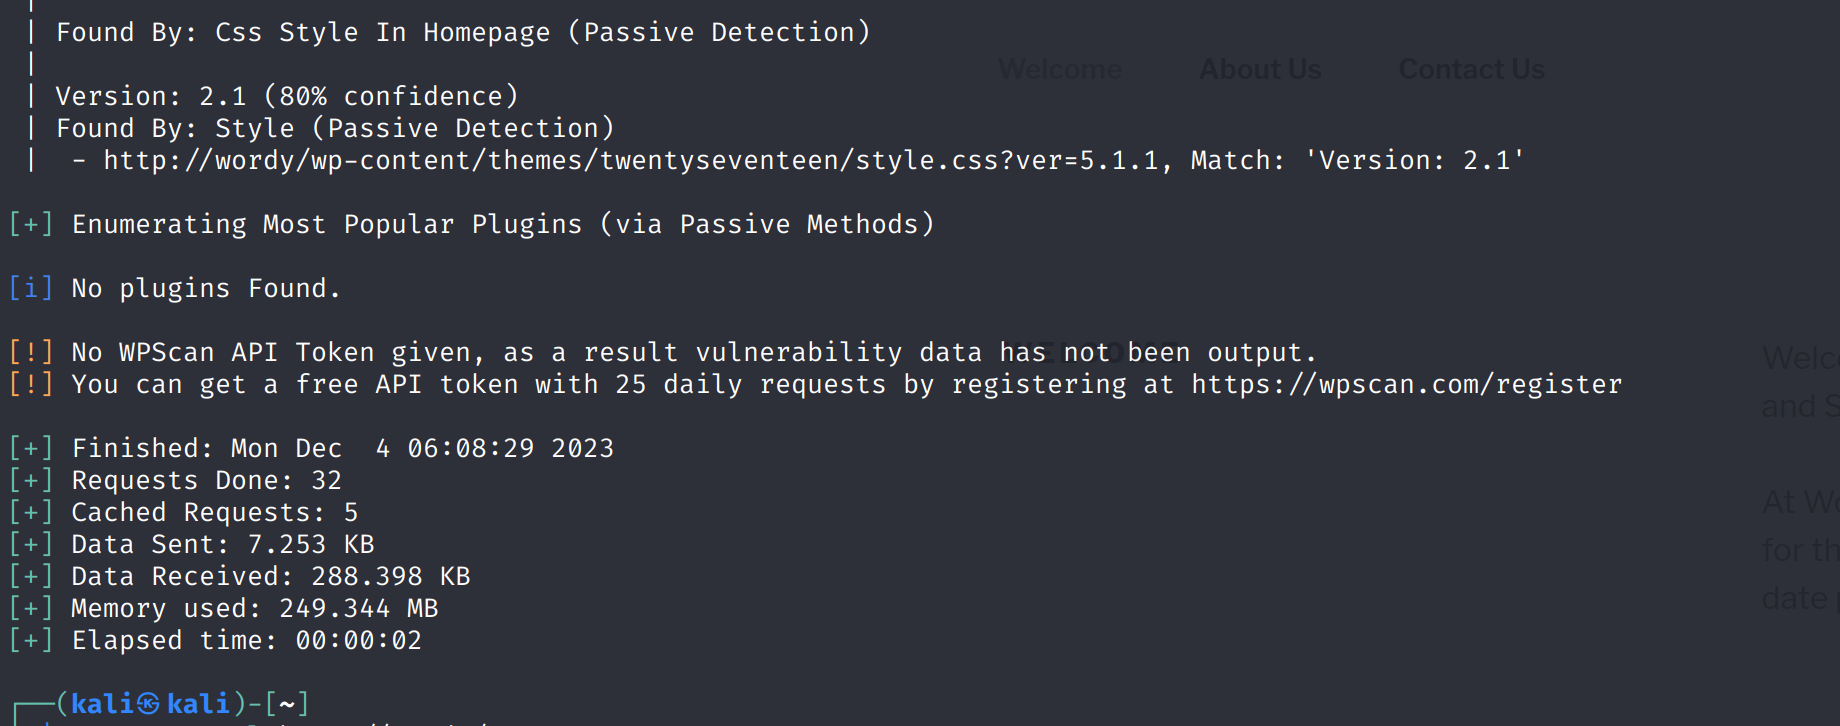 | Found By: Css Style In Homepage (Passive Detection)
|
Welcome About Us Contact Us
| Version: 2.1 (80% confidence)
| Found By: Style (Passive Detection)
|  - http://wordy/wp-content/themes/twentyseventeen/style.css?ver=5.1.1, Match: 'Version: 2.1'
[+] Enumerating Most Popular Plugins (via Passive Methods)
[i] No plugins Found.
[!] No WPScan API Token given, as a result vulnerability data has not been output.
WELCOME
[!] You can get a free API token with 25 daily requests by registering at https://wpscan.com/register
and S
[+] Finished: Mon Dec  4 06:08:29 2023
[+] Requests Done: 32
[+] Cached Requests: 5
At
[+] Data Sent: 7.253 KB
for
[+] Data Received: 288.398 KB
[+] Memory used: 249.344 MB
date
[+] Elapsed time: 00:00:02
(kali㉿kali)-[~]